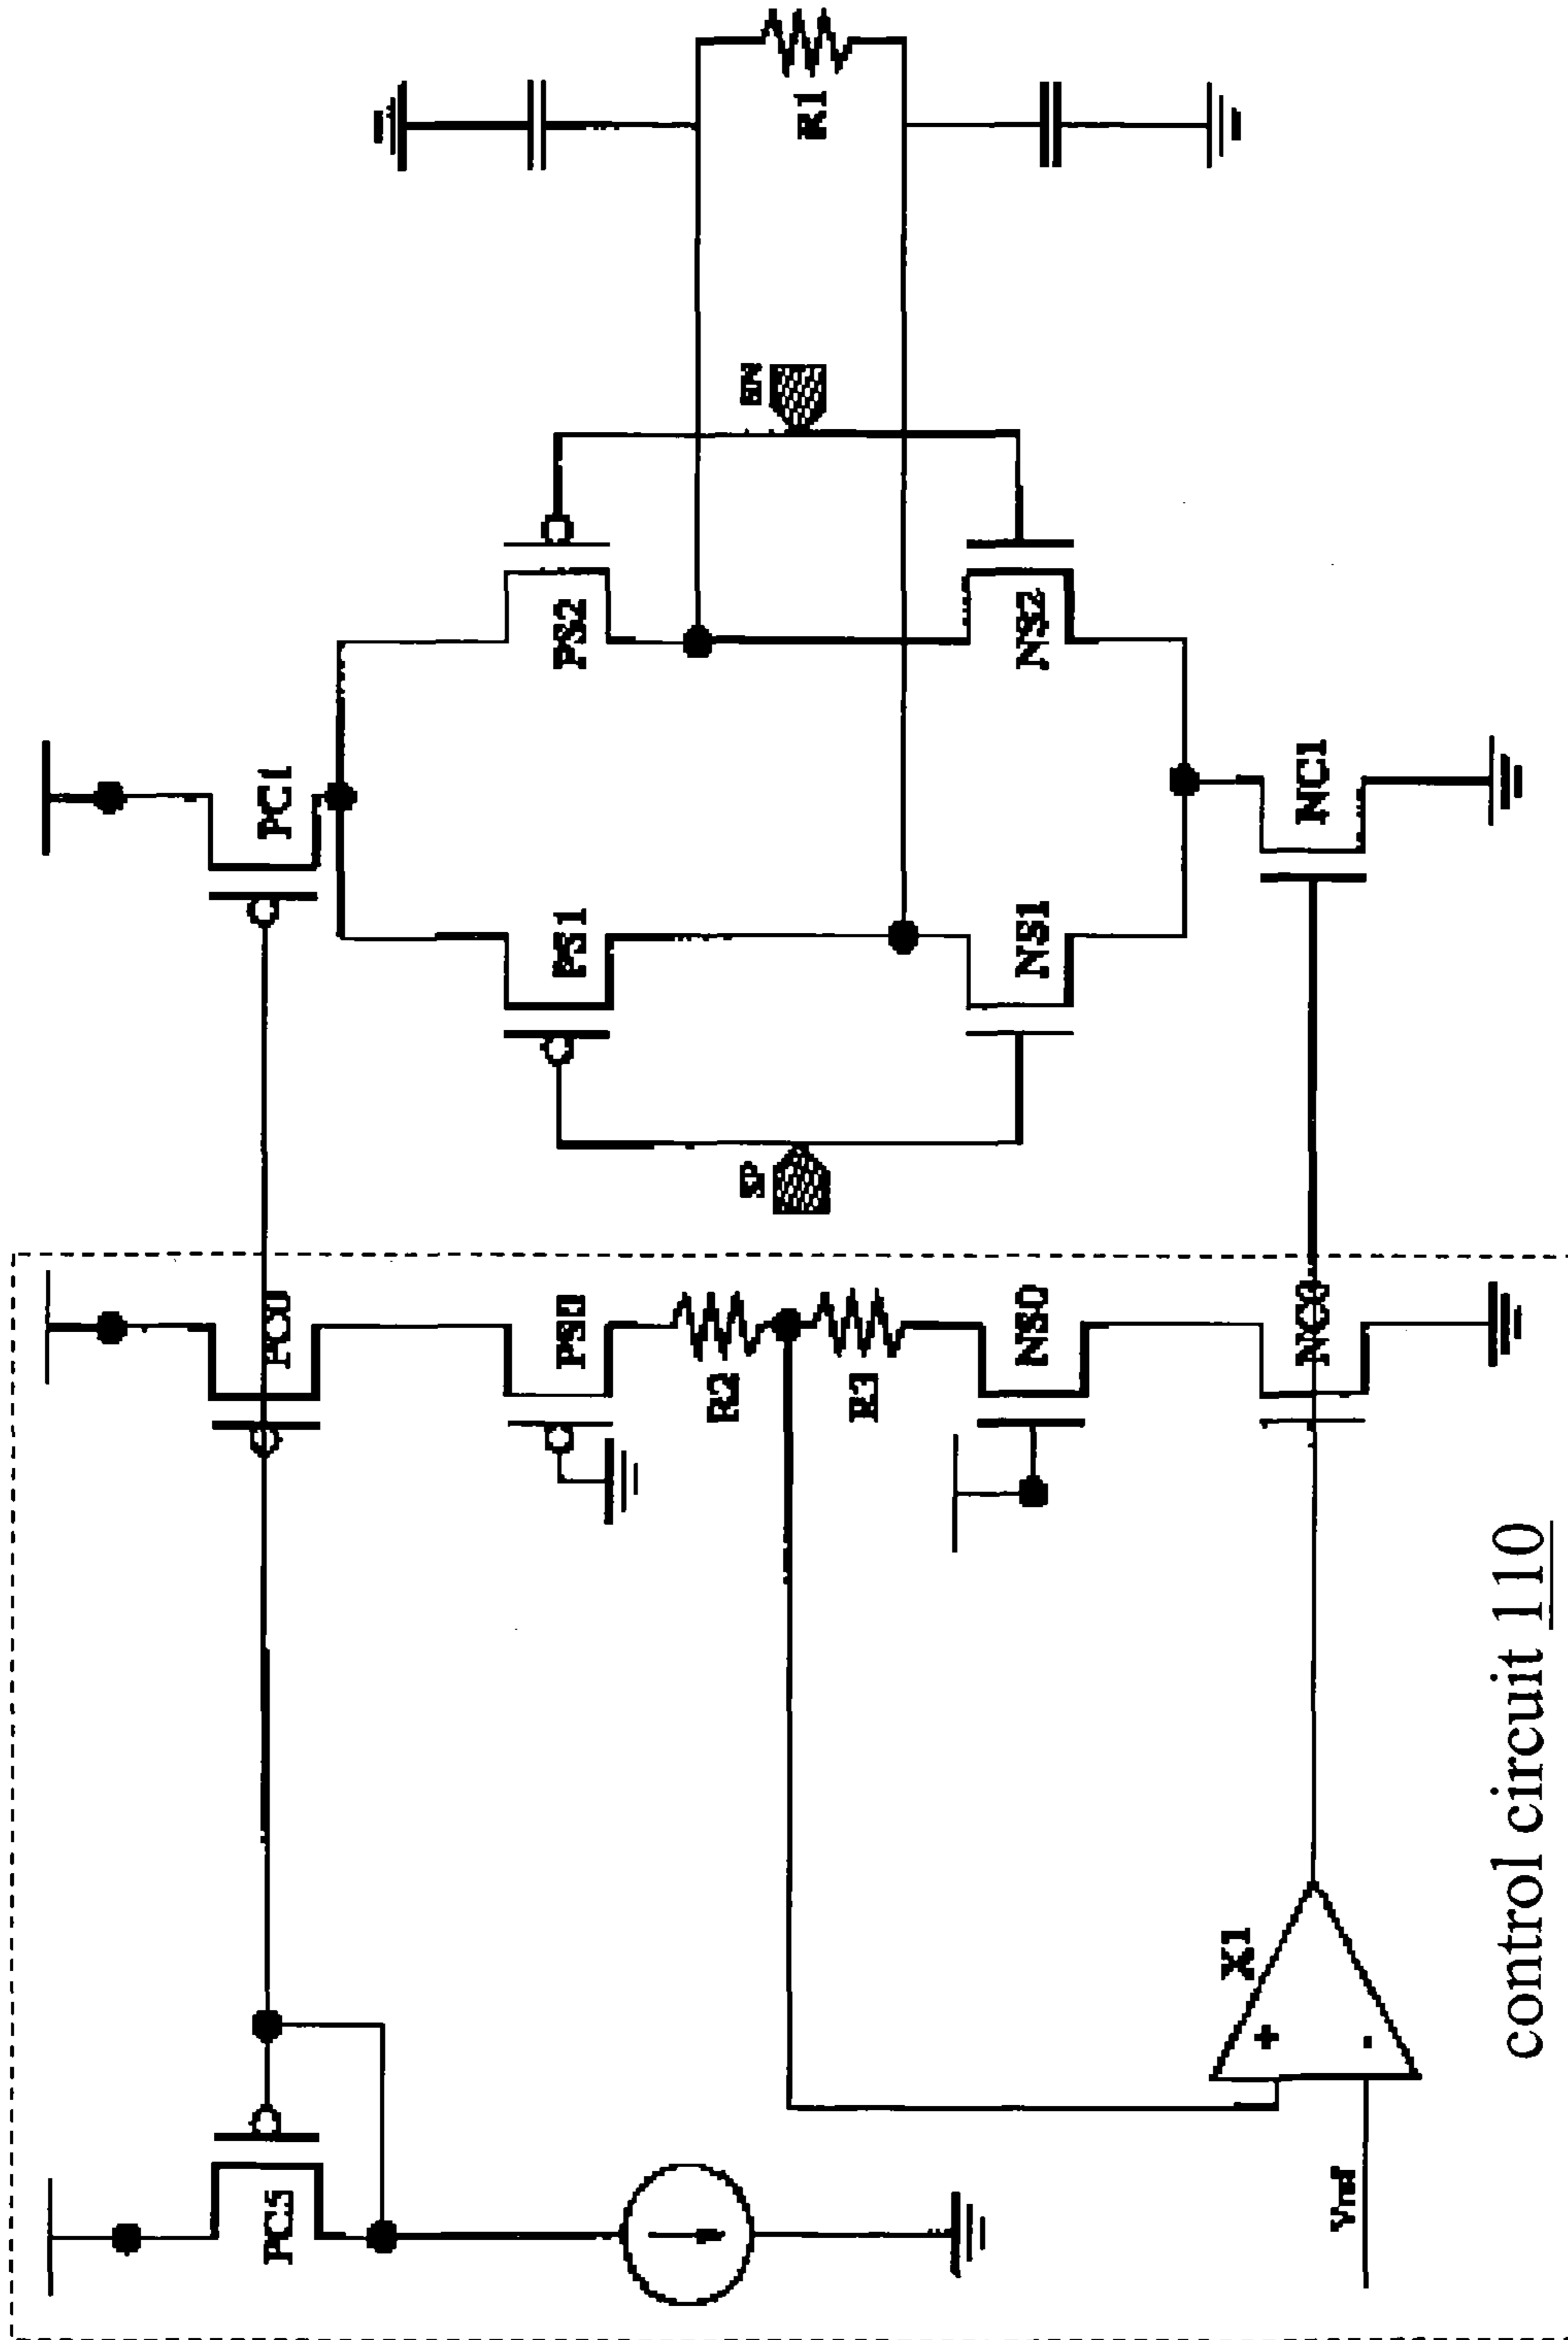 R1
SN
PS2
NS2
PC1
NC1
PS1
NS1
SP
PC0
PS0
NS0
NC0
R2
R3
X1
+
-
Vref
PC5
control circuit 110